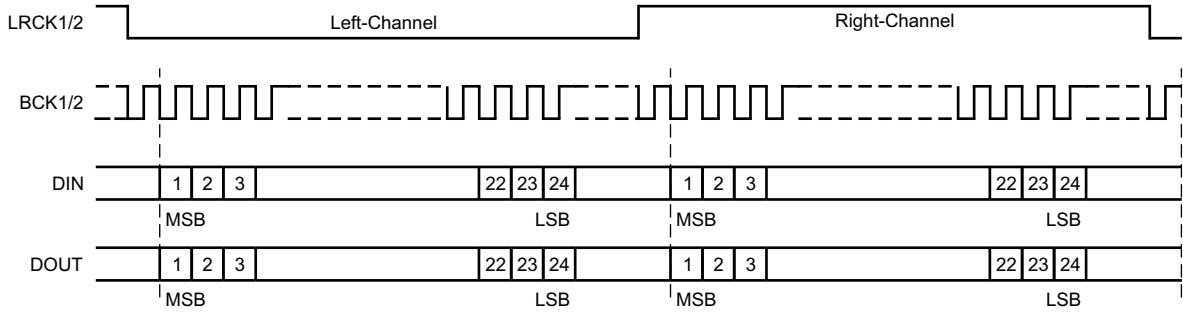 LRCK1/2 Left-Channel Right-Channel
BCK1/2
DIN 1 2 3 22 23 24 1 2 3 22 23 24
MSB LSB MSB LSB
DOUT 1 2 3 22 23 24 1 2 3 22 23 24
MSB LSB MSB LSB